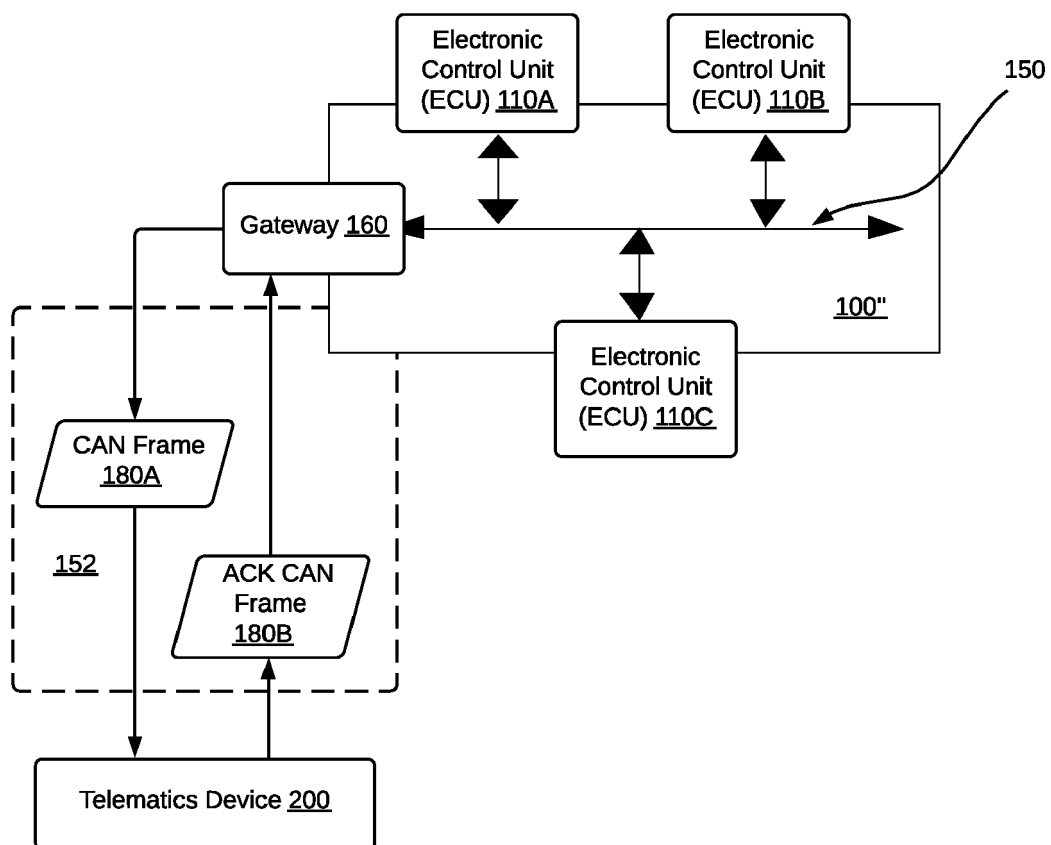 Electronic
Control Unit
(ECU) 110A
Electronic
Control Unit
(ECU) 110B
150
Gateway 160
100"
Electronic
Control Unit
(ECU) 110C
CAN Frame
180A
152
ACK CAN
Frame
180B
Telematics Device 200